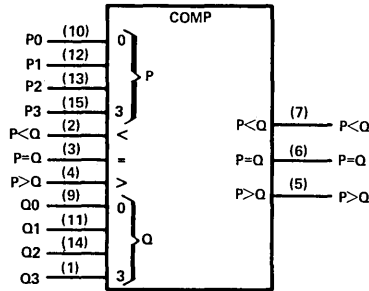 COMP
P0 (10) 0
P1 (12)
P2 (13) P
P3 (15) 3
P<Q (2) < P<Q (7) P<Q
P=Q (3) = P=Q (6) P=Q
P>Q (4) > P>Q (5) P>Q
Q0 (9) 0
Q1 (11) Q
Q2 (14)
Q3 (1) 3